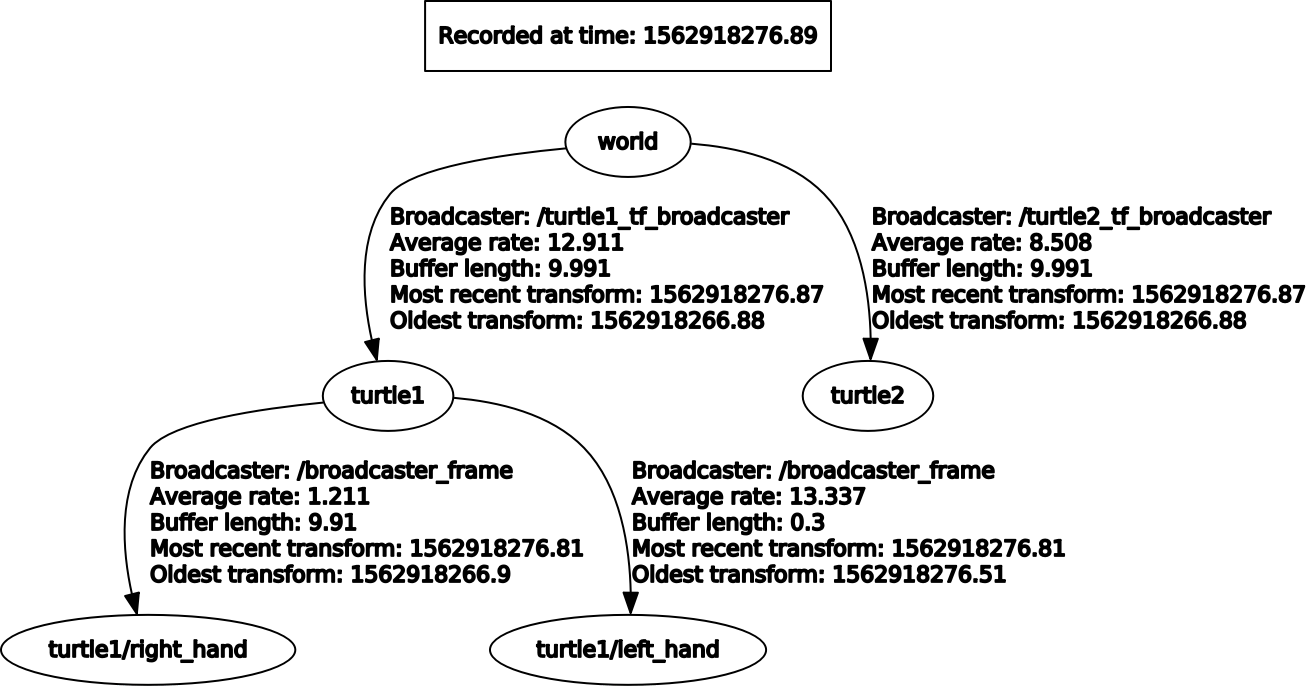 Recorded at time: 1562918276.89
world
Broadcaster: /turtle1_tf_broadcaster
Average rate: 12.911
Buffer length: 9.991
Most recent transform: 1562918276.87
Oldest transform: 1562918266.88
Broadcaster: /turtle2_tf_broadcaster
Average rate: 8.508
Buffer length: 9.991
Most recent transform: 1562918276.87
Oldest transform: 1562918266.88
turtle1
turtle2
Broadcaster: /broadcaster_frame
Average rate: 1.211
Buffer length: 9.91
Most recent transform: 1562918276.81
Oldest transform: 1562918266.9
Broadcaster: /broadcaster_frame
Average rate: 13.337
Buffer length: 0.3
Most recent transform: 1562918276.81
Oldest transform: 1562918276.51
turtle1/right_hand
turtle1/left_hand